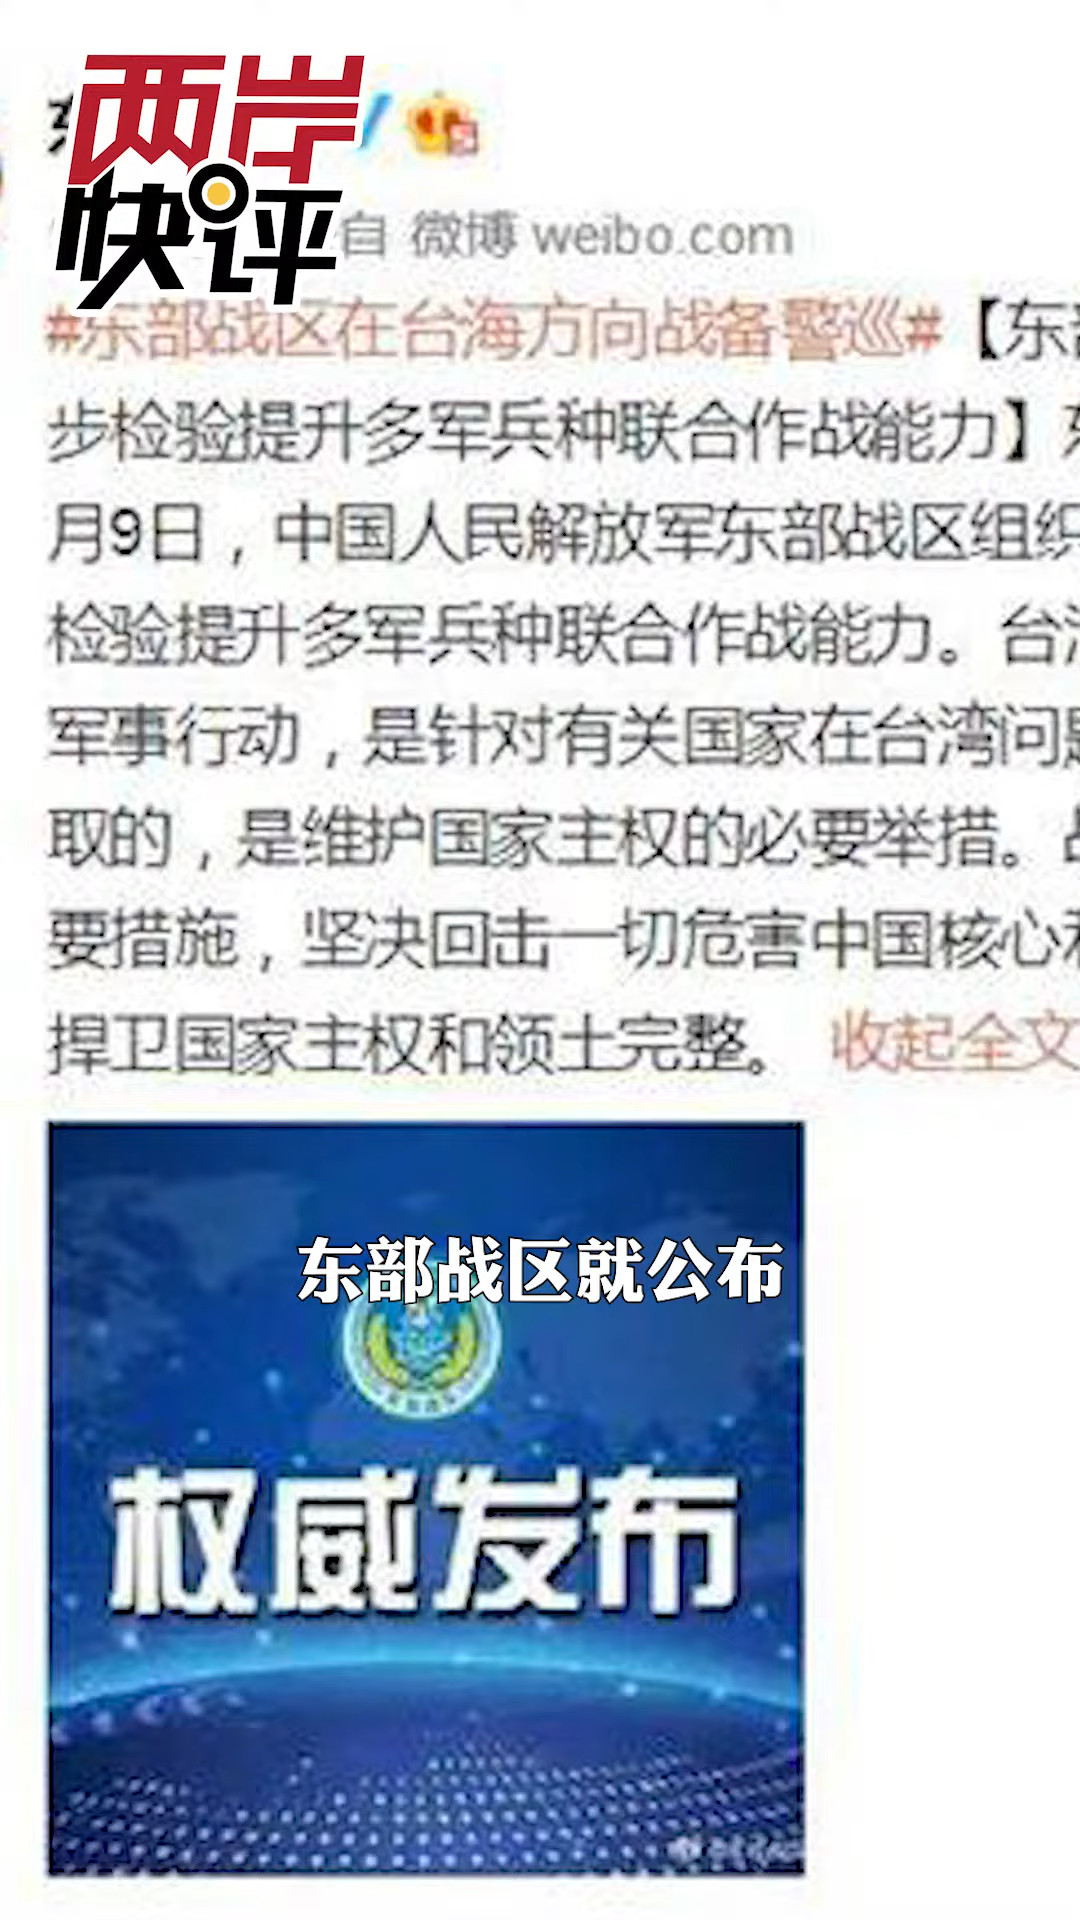 两岸
快评
自 微博 weibo.com
#东部战区在台海方向战备警巡#【东部
步检验提升多军兵种联合作战能力】东
月9日，中国人民解放军东部战区组织
检验提升多军兵种联合作战能力。台海
军事行动，是针对有关国家在台湾问题
取的，是维护国家主权的必要举措。战
要措施，坚决回击一切危害中国核心利
捍卫国家主权和领土完整。 收起全文
东部战区就公布
权威发布